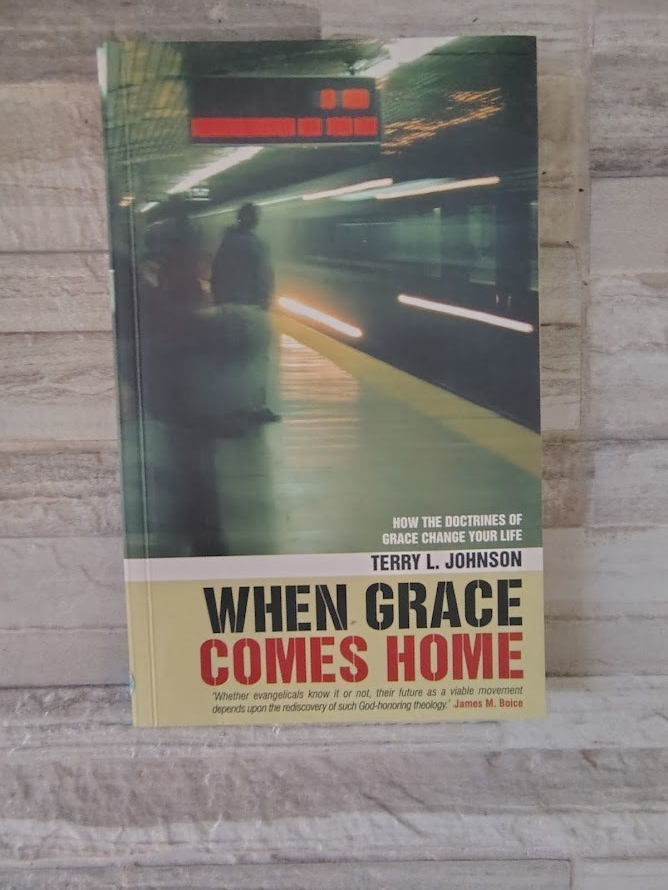 HOW THE DOCTRINES OF
GRACE CHANGE YOUR LIFE
TERRY L. JOHNSON
WHEN GRACE
COMES HOME
'Whether evangelicals know it or not, their future as a viable movement
depends upon the rediscovery of such God-honoring theology.' James M. Boice